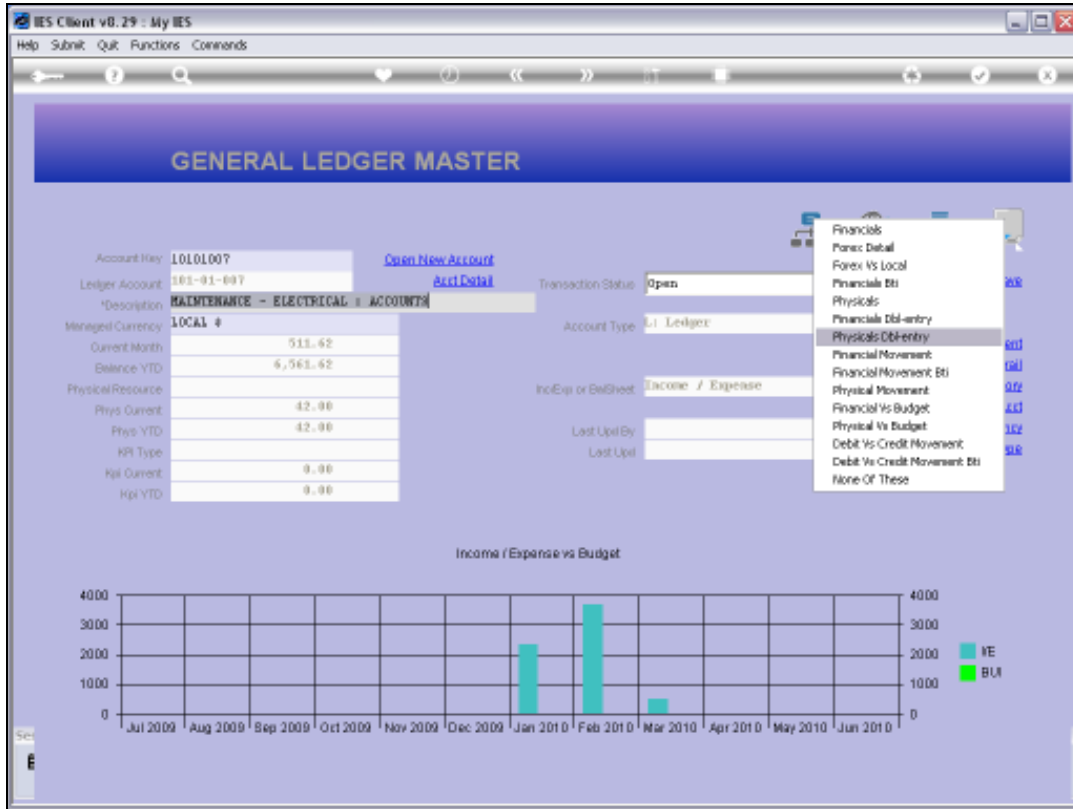 IES Client v8.29 : My IES
Help Submit Quit Functions Commands
GENERAL LEDGER MASTER
Account Key 10101007 Open New Account
Ledger Account 101-01-007 Acct Detail Transaction Status Open
*Description MAINTENANCE - ELECTRICAL : ACCOUNTS
Managed Currency LOCAL # Account Type L: Ledger
Current Month 511.62
Balance YTD 6,561.62
Physical Resource Inc/Exp or BalSheet Income / Expense
Phys Current 42.00
Phys YTD 42.00 Last Upd By
KPI Type Last Upd
Kpi Current 0.00
Kpi YTD 0.00
Financials
Forex Detail
Forex Vs Local
Financials Bti
Physicals
Financials Dbl-entry
Physicals Dbl-entry
Financial Movement
Financial Movement Bti
Physical Movement
Financial Vs Budget
Physical Vs Budget
Debit Vs Credit Movement
Debit Vs Credit Movement Bti
None Of These
Income / Expense vs Budget
4000 4000
3000 3000
2000 2000
1000 1000
0 0
I/E
BUI
Jul 2009 Aug 2009 Sep 2009 Oct 2009 Nov 2009 Dec 2009 Jan 2010 Feb 2010 Mar 2010 Apr 2010 May 2010 Jun 2010